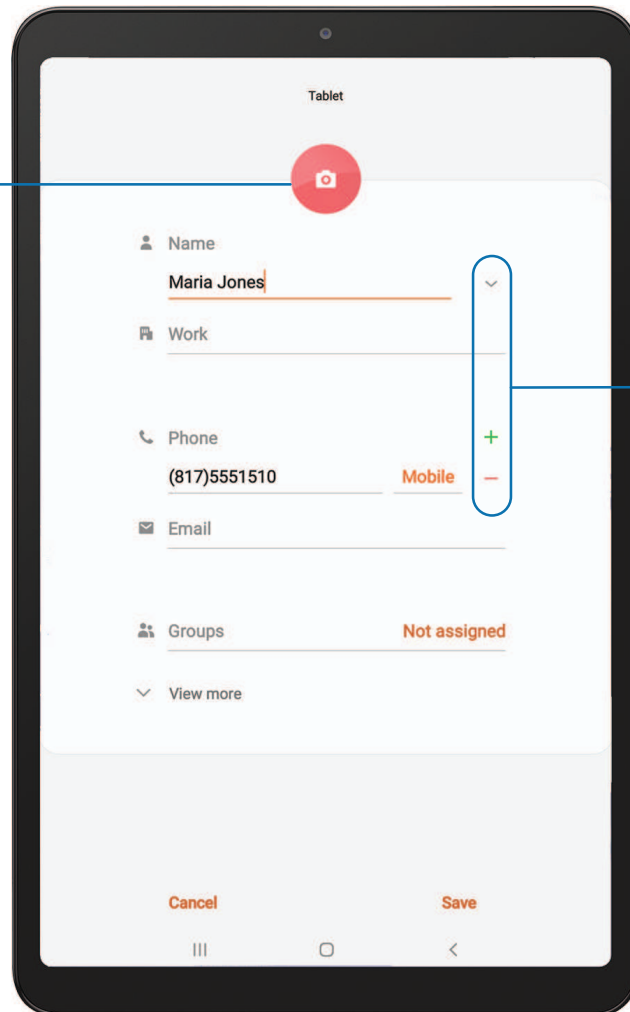 Tablet
Name
Maria Jones
Work
Phone
(817)5551510 Mobile
Email
Groups Not assigned
View more
Cancel Save